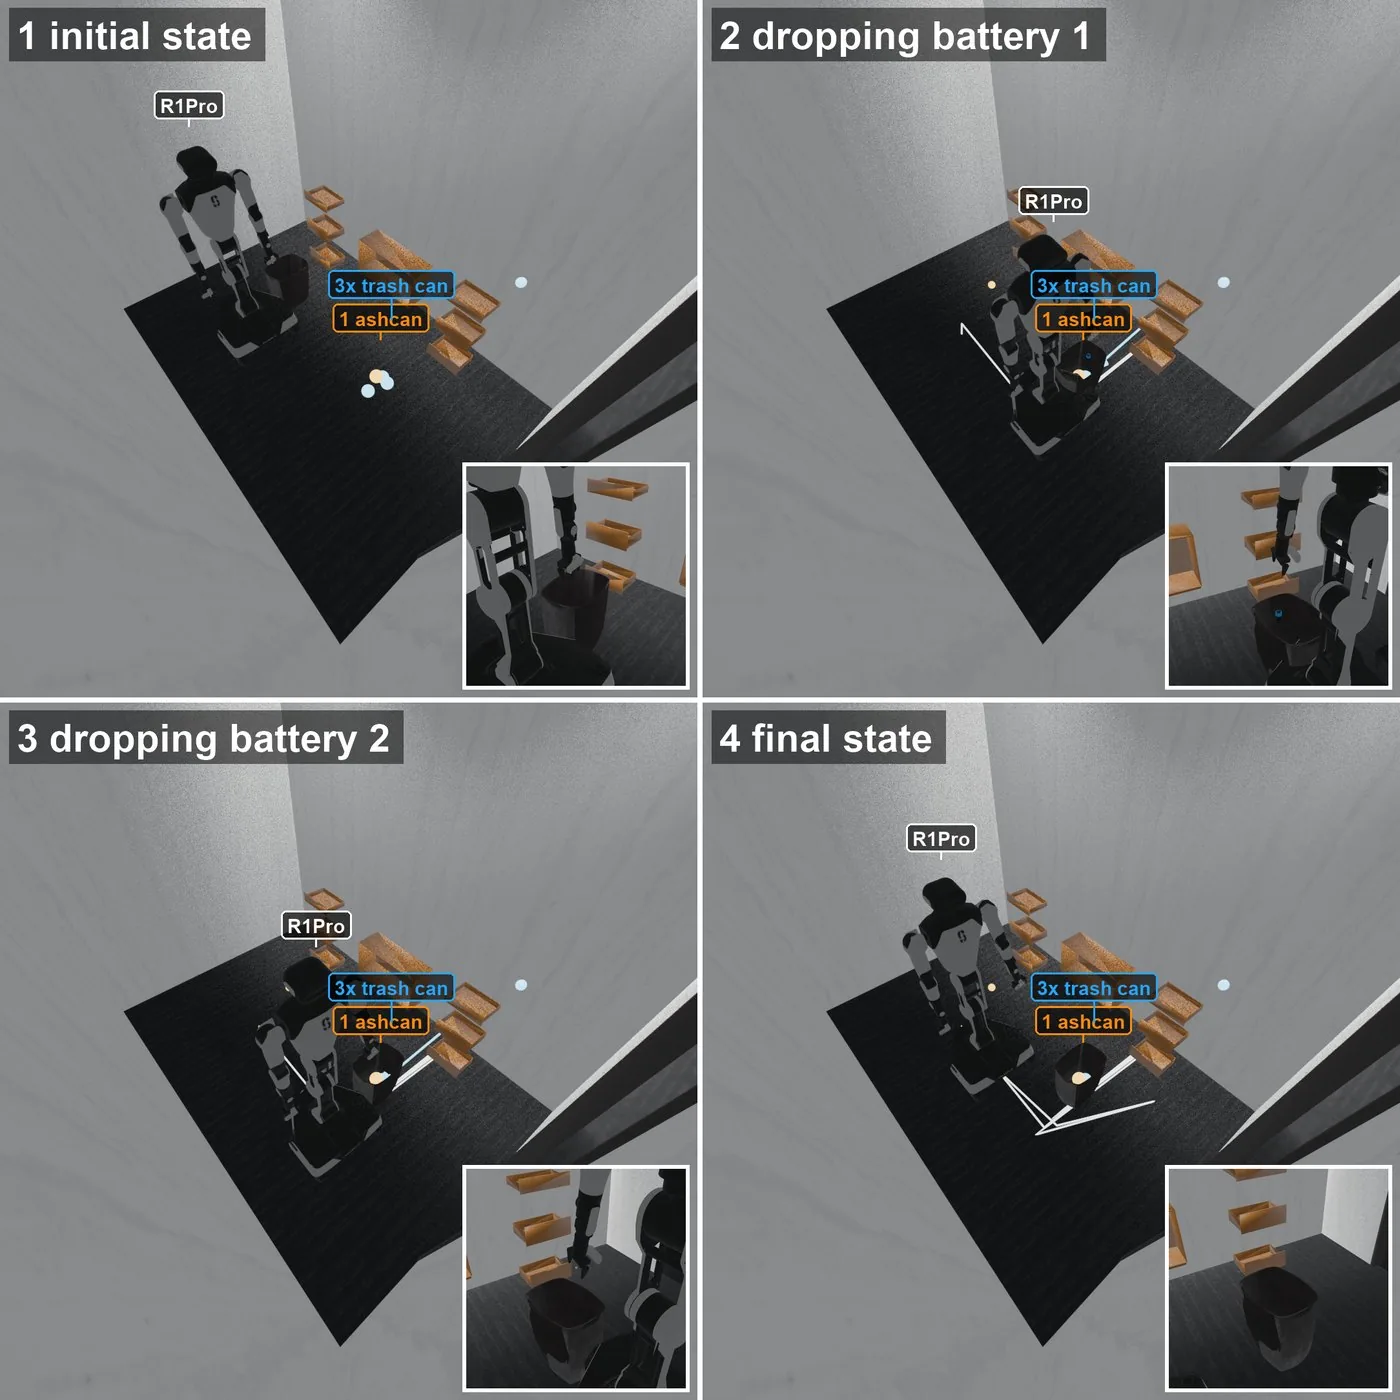 1 initial state
R1Pro
3x trash can
1 ashcan
2 dropping battery 1
R1Pro
3x trash can
1 ashcan
3 dropping battery 2
R1Pro
3x trash can
1 ashcan
4 final state
R1Pro
3x trash can
1 ashcan